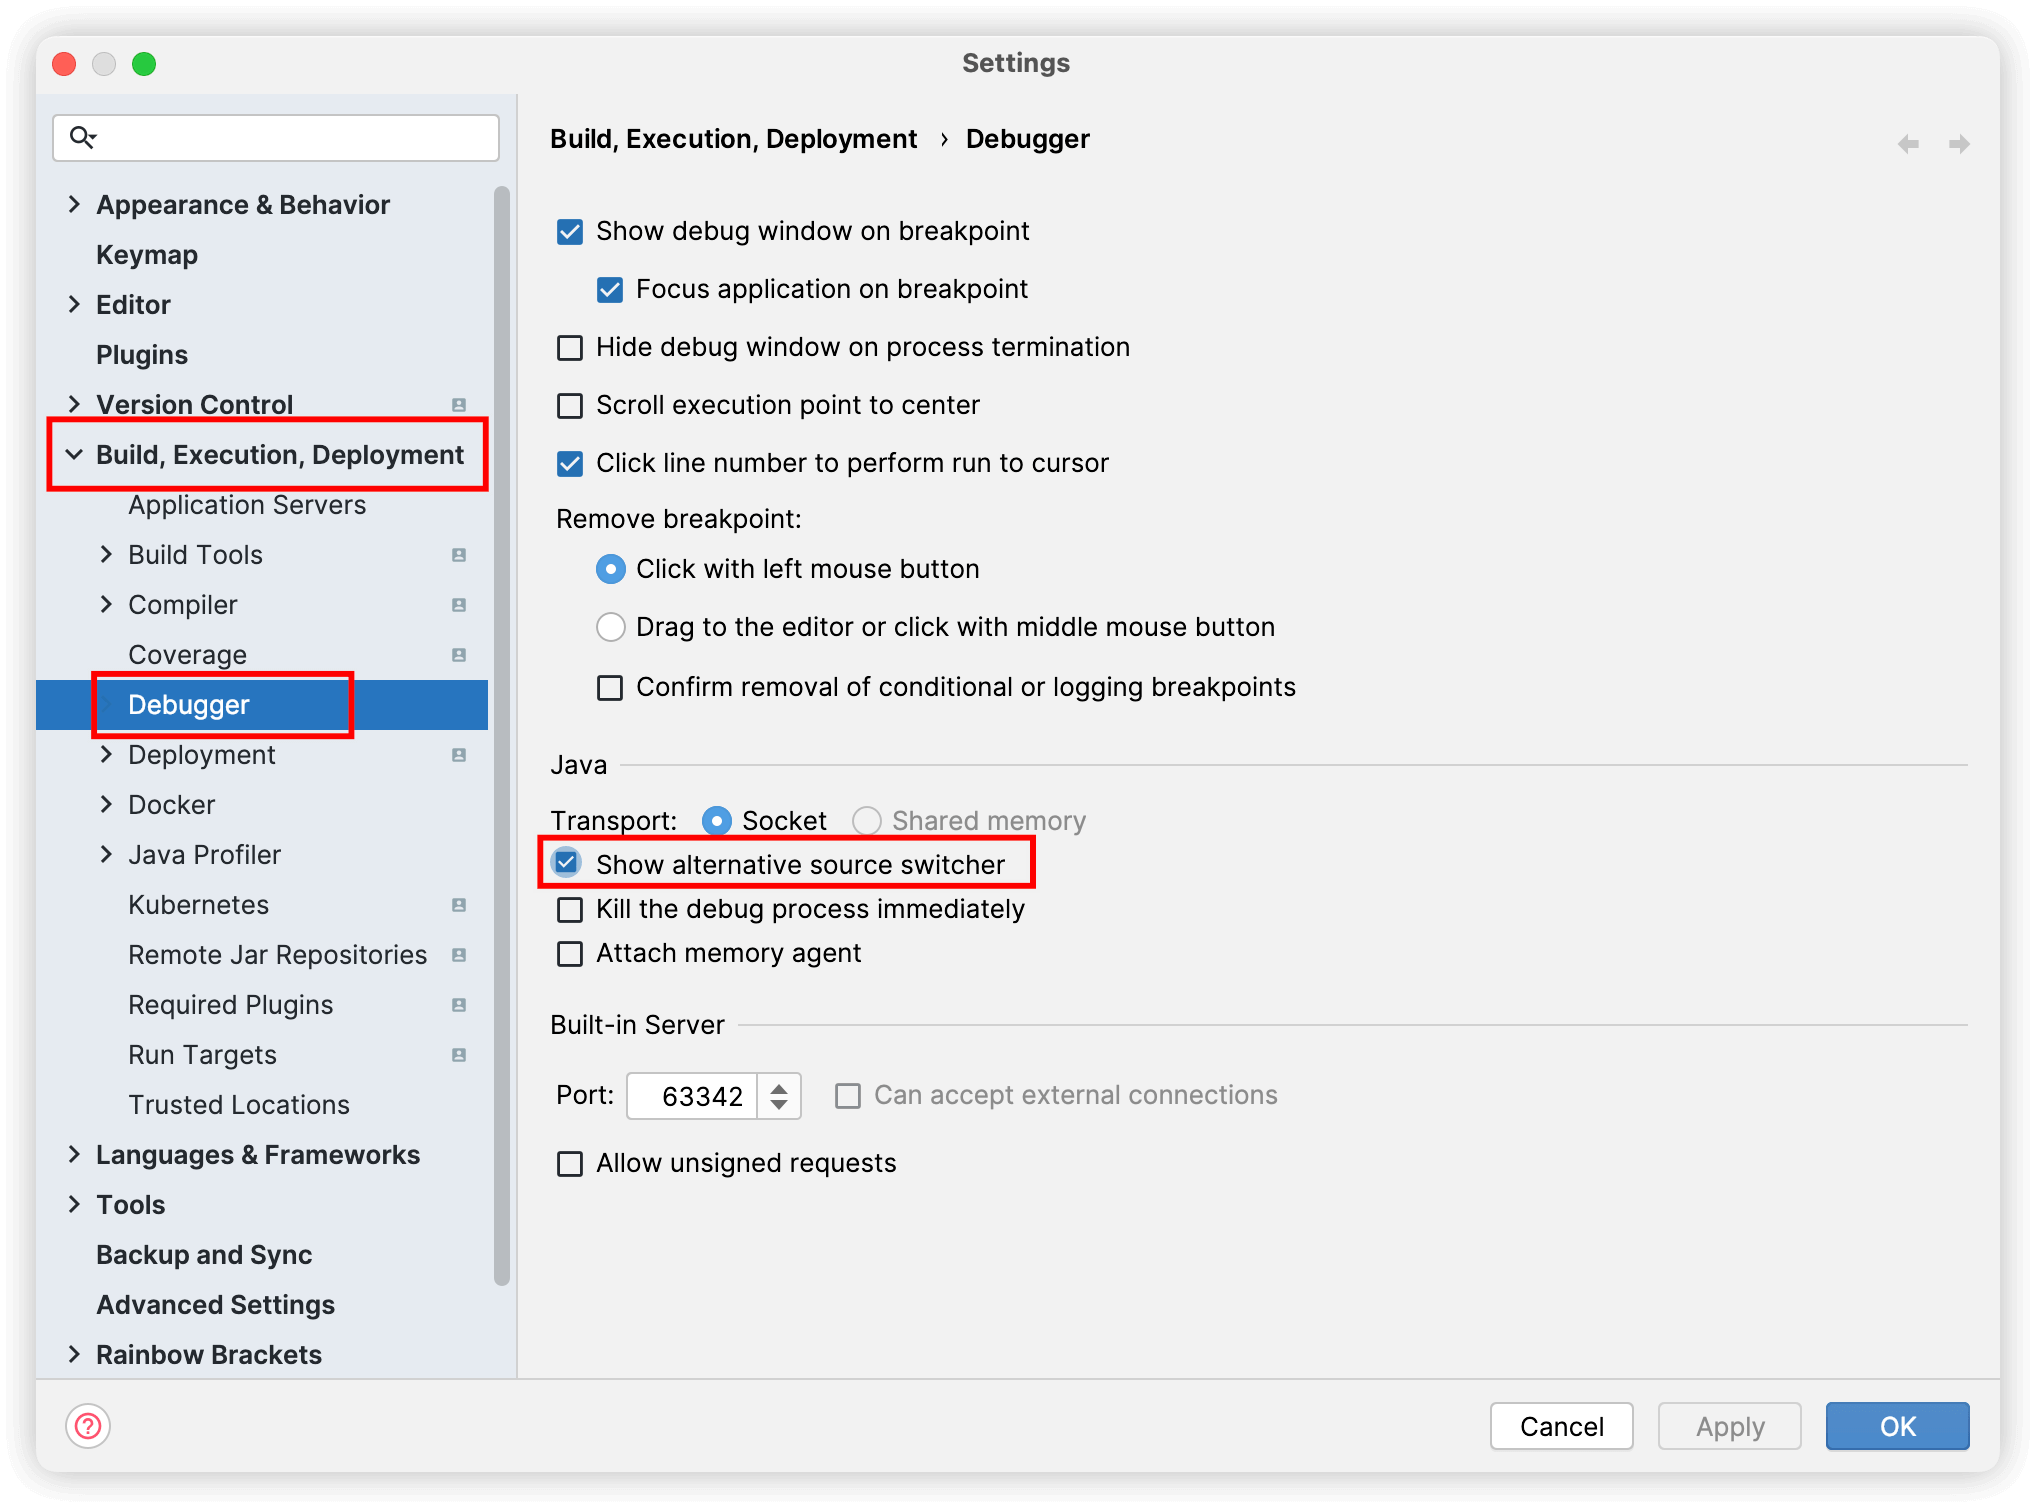 Settings
Appearance & Behavior
Keymap
Editor
Plugins
Version Control
Build, Execution, Deployment
Application Servers
Build Tools
Compiler
Coverage
Debugger
Deployment
Docker
Java Profiler
Kubernetes
Remote Jar Repositories
Required Plugins
Run Targets
Trusted Locations
Languages & Frameworks
Tools
Backup and Sync
Advanced Settings
Rainbow Brackets
Build, Execution, Deployment › Debugger
Show debug window on breakpoint
Focus application on breakpoint
Hide debug window on process termination
Scroll execution point to center
Click line number to perform run to cursor
Remove breakpoint:
Click with left mouse button
Drag to the editor or click with middle mouse button
Confirm removal of conditional or logging breakpoints
Java
Transport: Socket Shared memory
Show alternative source switcher
Kill the debug process immediately
Attach memory agent
Built-in Server
Port: 63342 Can accept external connections
Allow unsigned requests
? Cancel Apply OK